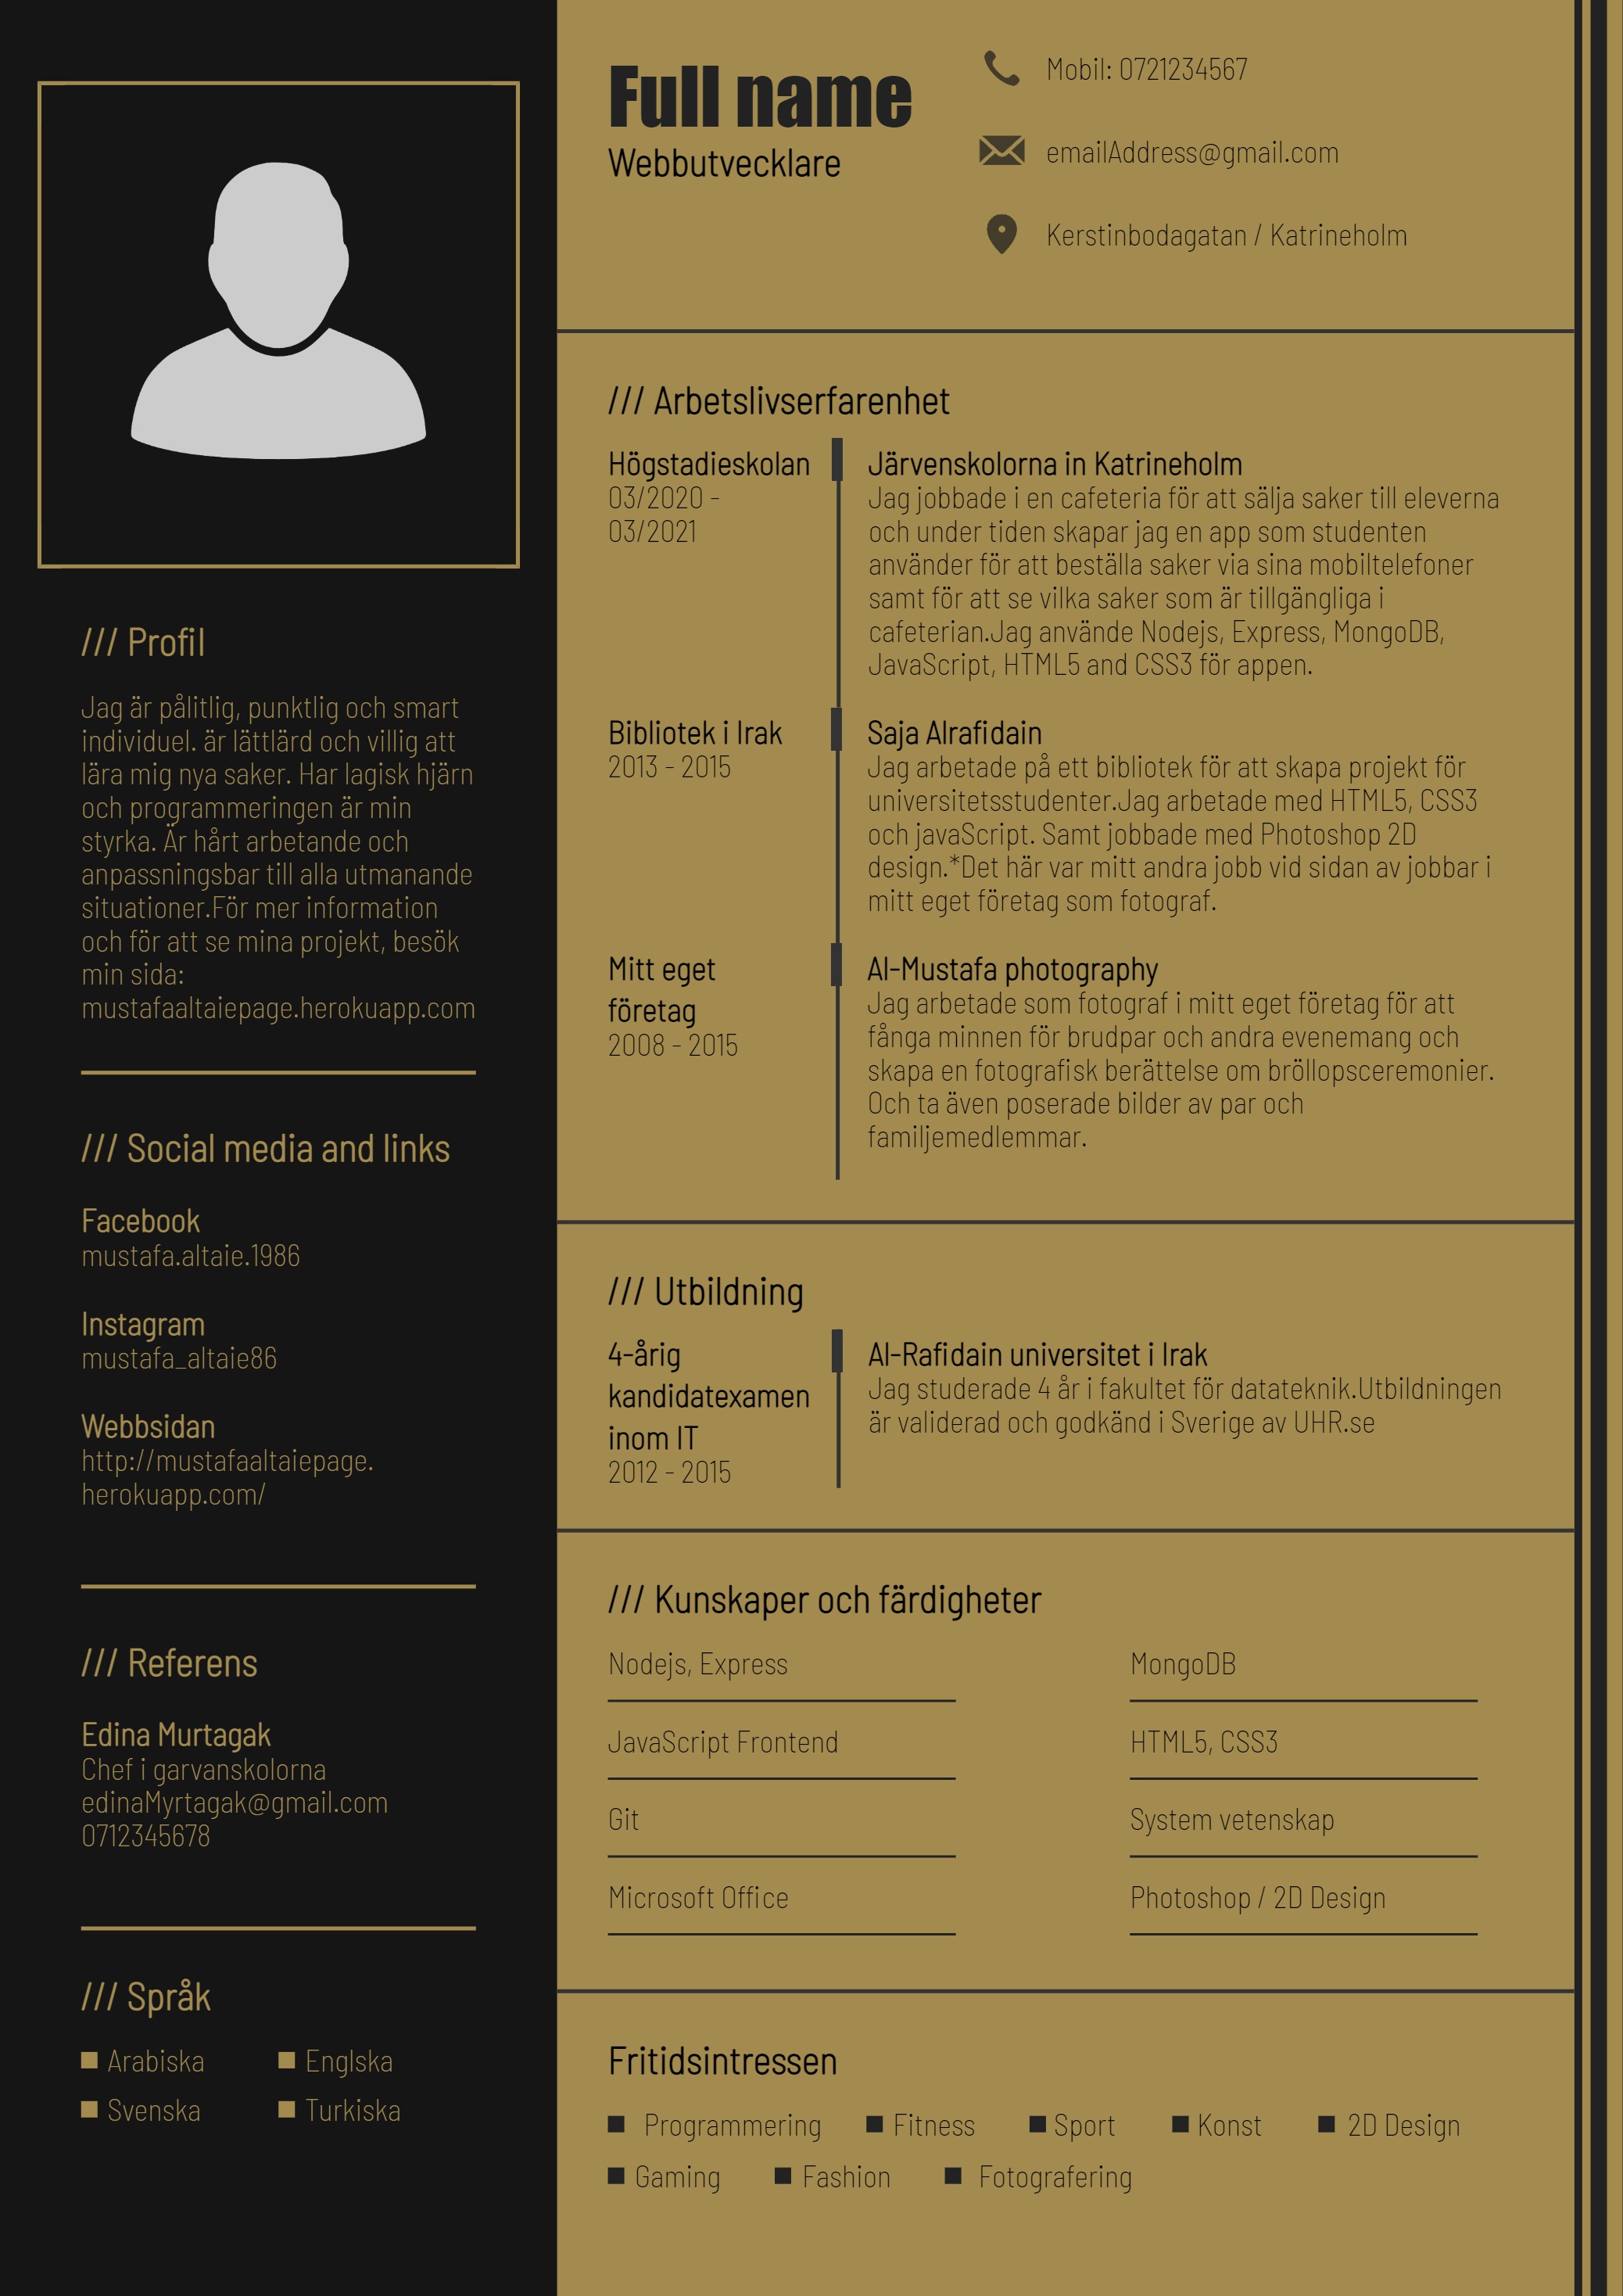 /// Profil
Jag är pålitlig, punktlig och smart
individuel. är lättlärd och villig att
lära mig nya saker. Har lagisk hjärn
och programmeringen är min
styrka. Är hårt arbetande och
anpassningsbar till alla utmanande
situationer.För mer information
och för att se mina projekt, besök
min sida:
mustafaaltaiepage.herokuapp.com
/// Social media and links
Facebook
mustafa.altaie.1986
Instagram
mustafa_altaie86
Webbsidan
http://mustafaaltaiepage.
herokuapp.com/
/// Referens
Edina Murtagak
Chef i garvanskolorna
edinaMyrtagak@gmail.com
0712345678
/// Språk
Arabiska Englska
Svenska Turkiska
Full name
Webbutvecklare
Mobil: 0721234567
emailAddress@gmail.com
Kerstinbodagatan / Katrineholm
/// Arbetslivserfarenhet
Högstadieskolan
03/2020 -
03/2021
Järvenskolorna in Katrineholm
Jag jobbade i en cafeteria för att sälja saker till eleverna
och under tiden skapar jag en app som studenten
använder för att beställa saker via sina mobiltelefoner
samt för att se vilka saker som är tillgängliga i
cafeterian.Jag använde Nodejs, Express, MongoDB,
JavaScript, HTML5 and CSS3 för appen.
Bibliotek i Irak
2013 - 2015
Saja Alrafidain
Jag arbetade på ett bibliotek för att skapa projekt för
universitetsstudenter.Jag arbetade med HTML5, CSS3
och javaScript. Samt jobbade med Photoshop 2D
design.*Det här var mitt andra jobb vid sidan av jobbar i
mitt eget företag som fotograf.
Mitt eget
företag
2008 - 2015
Al-Mustafa photography
Jag arbetade som fotograf i mitt eget företag för att
fånga minnen för brudpar och andra evenemang och
skapa en fotografisk berättelse om bröllopsceremonier.
Och ta även poserade bilder av par och
familjemedlemmar.
/// Utbildning
4-årig
kandidatexamen
inom IT
2012 - 2015
Al-Rafidain universitet i Irak
Jag studerade 4 år i fakultet för datateknik.Utbildningen
är validerad och godkänd i Sverige av UHR.se
/// Kunskaper och färdigheter
Nodejs, Express MongoDB
JavaScript Frontend HTML5, CSS3
Git System vetenskap
Microsoft Office Photoshop / 2D Design
Fritidsintressen
Programmering Fitness Sport Konst 2D Design
Gaming Fashion Fotografering